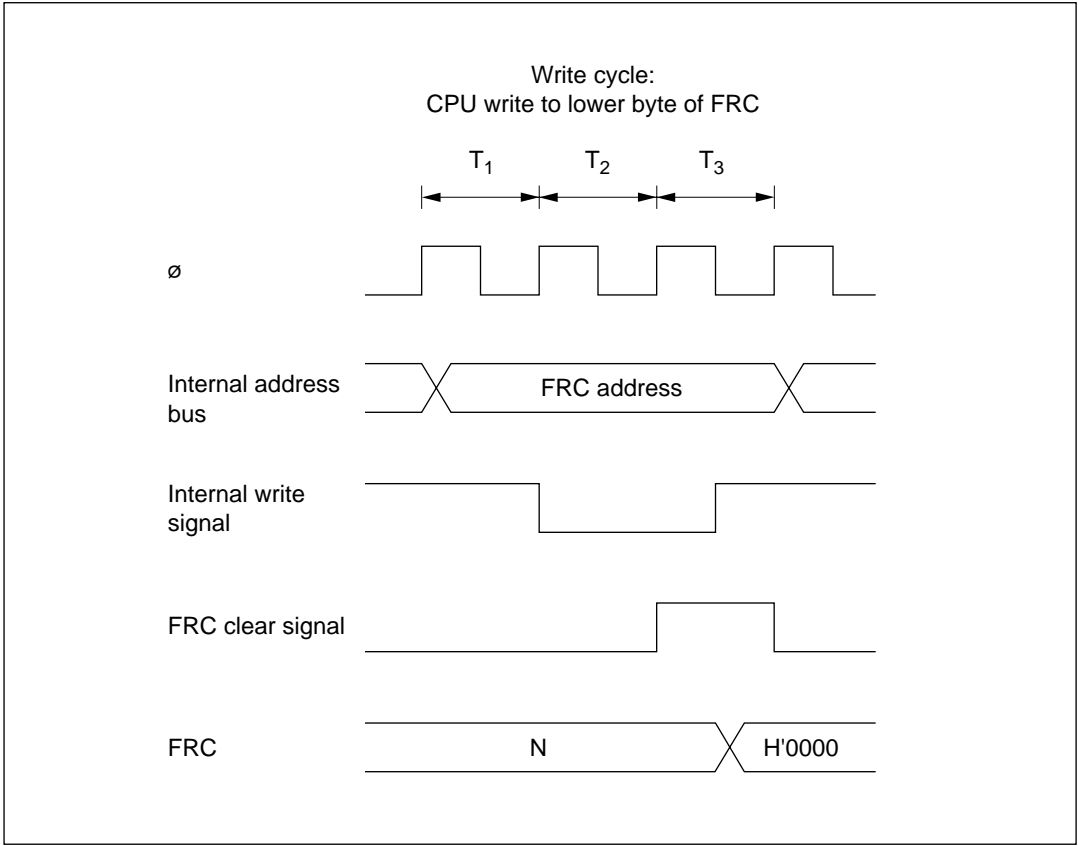 Write cycle:
CPU write to lower byte of FRC
T1 T2 T3
ø
Internal address
bus
FRC address
Internal write
signal
FRC clear signal
FRC
N
H'0000